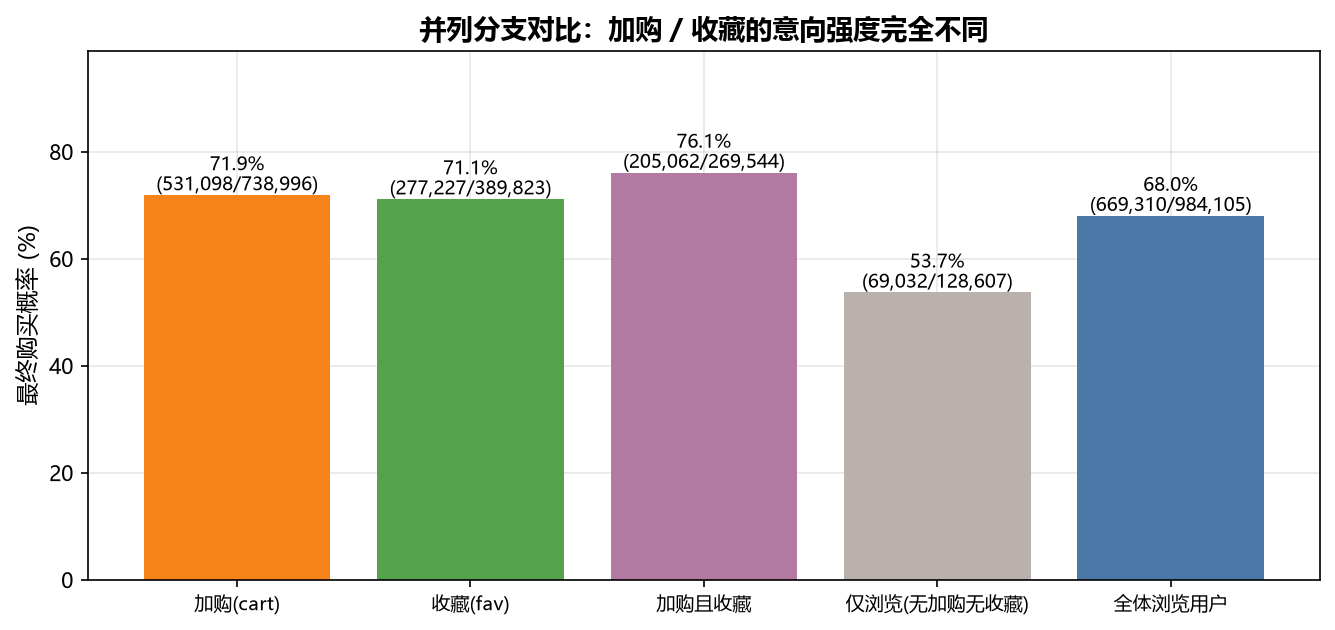 并列分支对比：加购 / 收藏的意向强度完全不同
最终购买概率 (%)
80
60
40
20
0
71.9%
(531,098/738,996)
71.1%
(277,227/389,823)
76.1%
(205,062/269,544)
53.7%
(69,032/128,607)
68.0%
(669,310/984,105)
加购(cart)
收藏(fav)
加购且收藏
仅浏览(无加购无收藏)
全体浏览用户